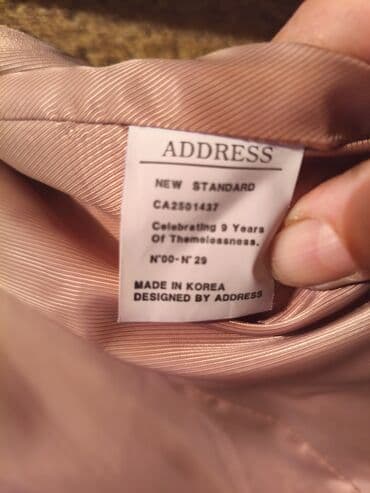 ADDRESS
NEW STANDARD
CA2501437
Celebrating 9 Years
Of Themelessness.
N°00-N°29
MADE IN KOREA
DESIGNED BY ADDRESS